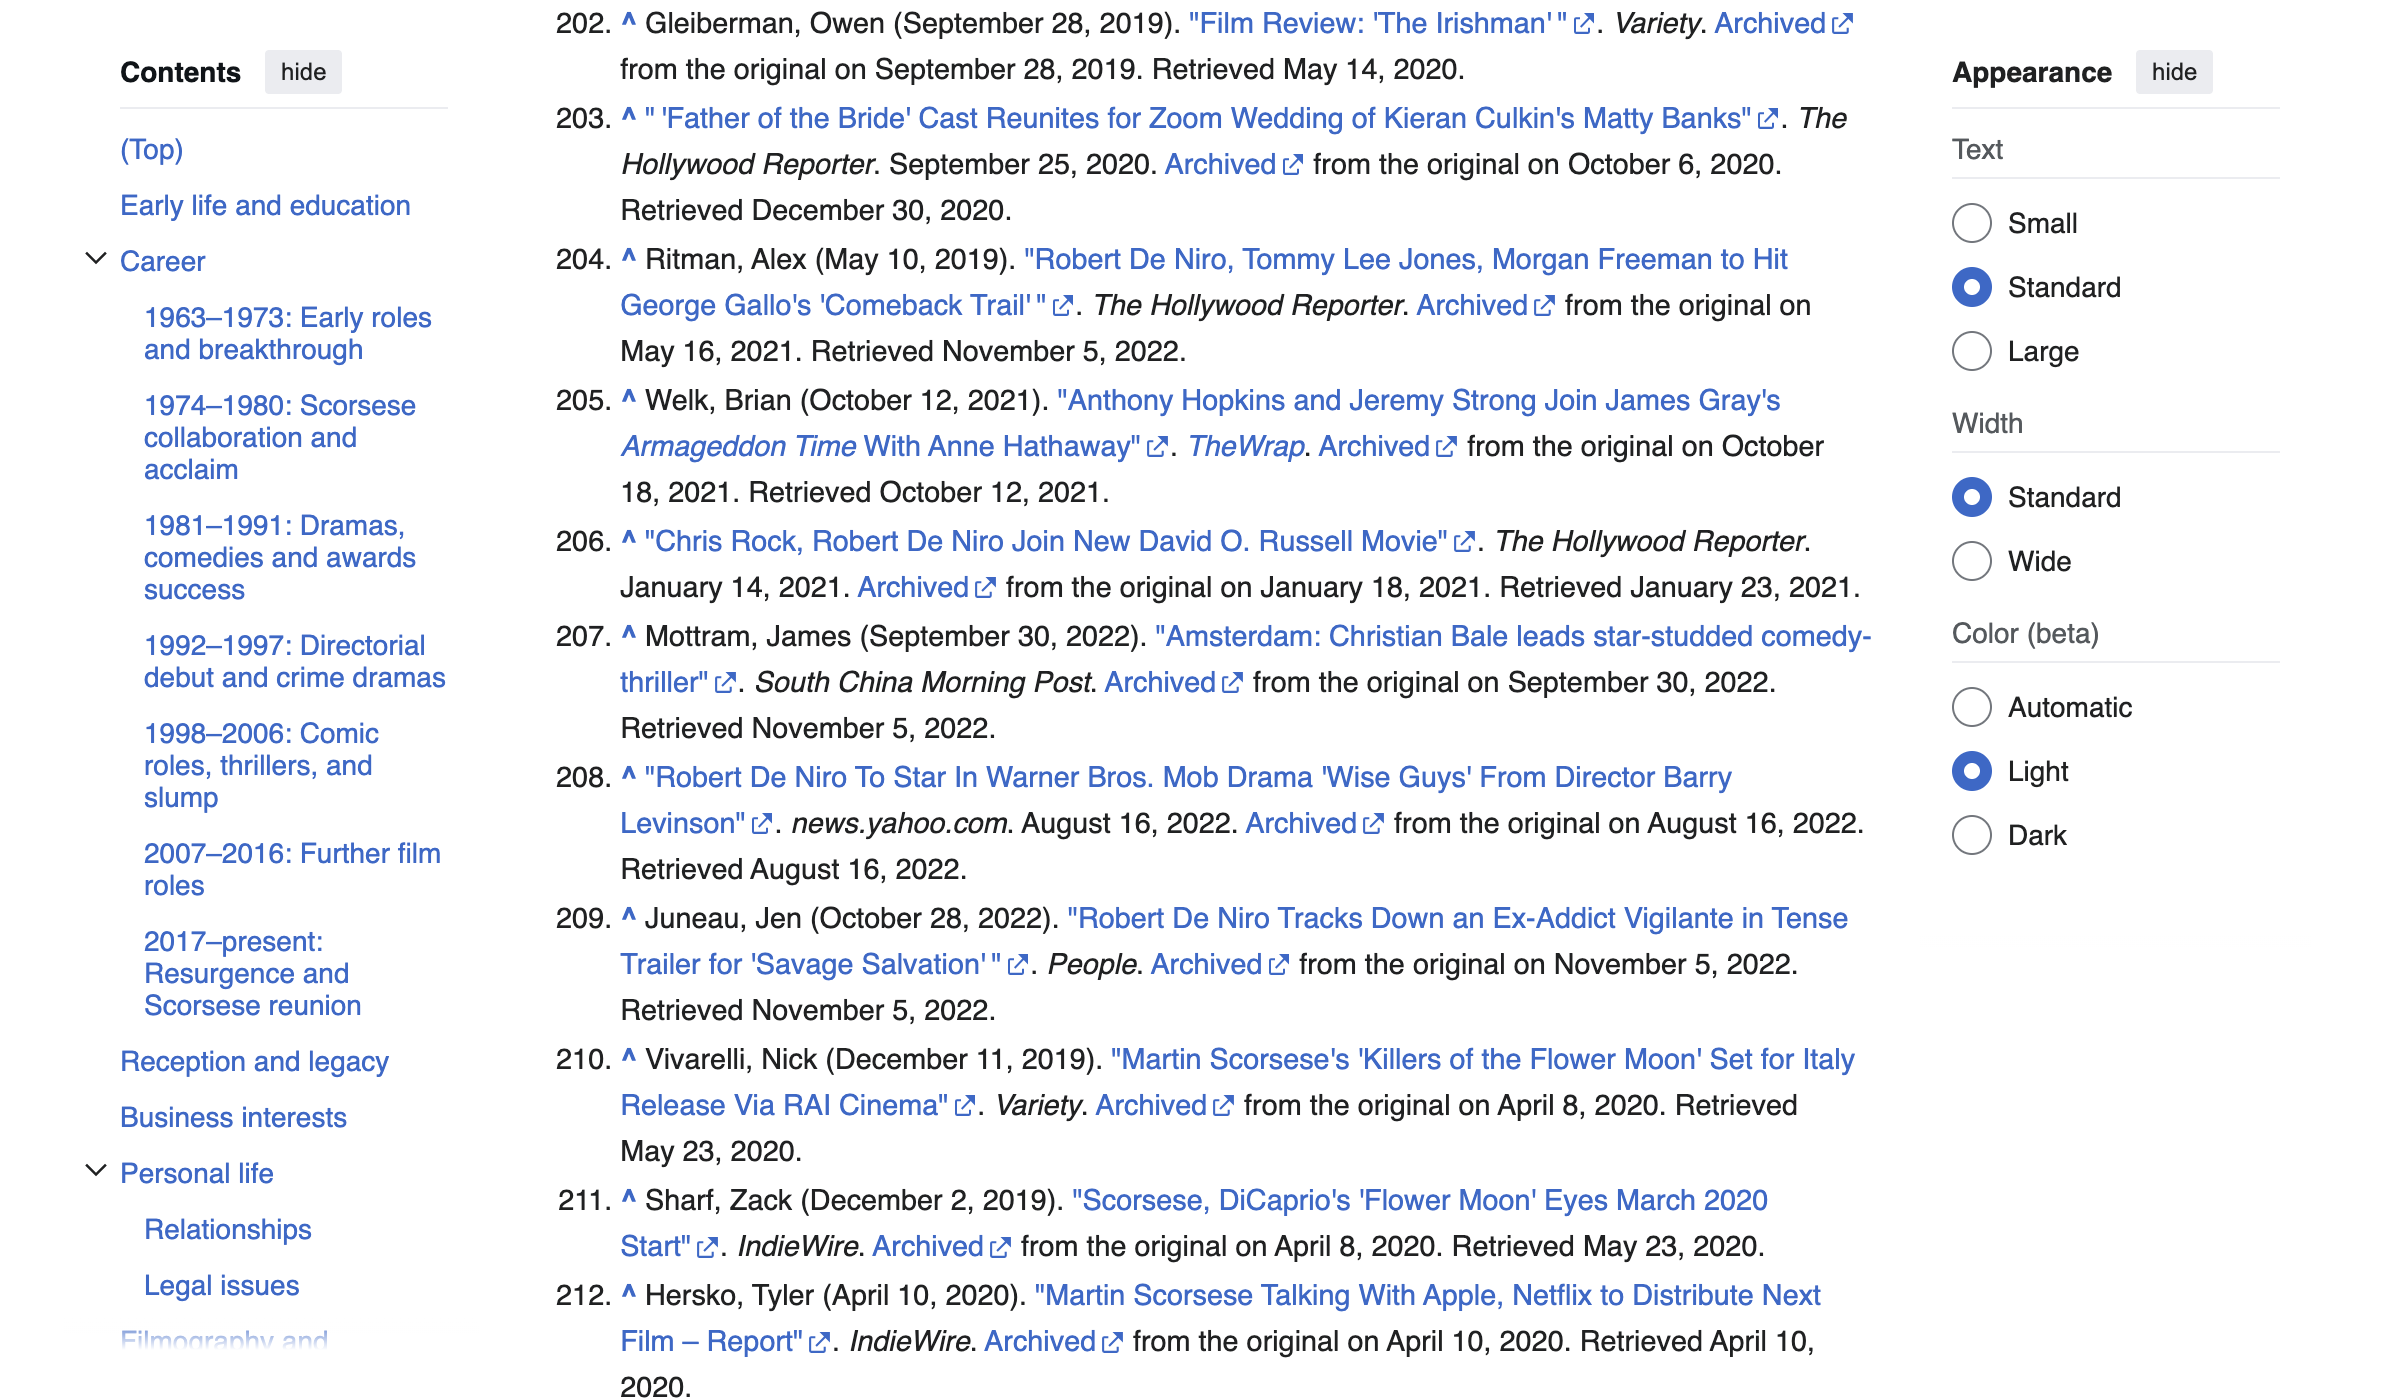 Contents hide
(Top)
Early life and education
Career
1963–1973: Early roles
and breakthrough
1974–1980: Scorsese
collaboration and
acclaim
1981–1991: Dramas,
comedies and awards
success
1992–1997: Directorial
debut and crime dramas
1998–2006: Comic
roles, thrillers, and
slump
2007–2016: Further film
roles
2017–present:
Resurgence and
Scorsese reunion
Reception and legacy
Business interests
Personal life
Relationships
Legal issues
Filmography and
202. ^ Gleiberman, Owen (September 28, 2019). "Film Review: 'The Irishman' ". Variety. Archived
from the original on September 28, 2019. Retrieved May 14, 2020.
203. ^ " 'Father of the Bride' Cast Reunites for Zoom Wedding of Kieran Culkin's Matty Banks". The
Hollywood Reporter. September 25, 2020. Archived from the original on October 6, 2020.
Retrieved December 30, 2020.
204. ^ Ritman, Alex (May 10, 2019). "Robert De Niro, Tommy Lee Jones, Morgan Freeman to Hit
George Gallo's 'Comeback Trail' ". The Hollywood Reporter. Archived from the original on
May 16, 2021. Retrieved November 5, 2022.
205. ^ Welk, Brian (October 12, 2021). "Anthony Hopkins and Jeremy Strong Join James Gray's
Armageddon Time With Anne Hathaway". TheWrap. Archived from the original on October
18, 2021. Retrieved October 12, 2021.
206. ^ "Chris Rock, Robert De Niro Join New David O. Russell Movie". The Hollywood Reporter.
January 14, 2021. Archived from the original on January 18, 2021. Retrieved January 23, 2021.
207. ^ Mottram, James (September 30, 2022). "Amsterdam: Christian Bale leads star-studded comedy-
thriller". South China Morning Post. Archived from the original on September 30, 2022.
Retrieved November 5, 2022.
208. ^ "Robert De Niro To Star In Warner Bros. Mob Drama 'Wise Guys' From Director Barry
Levinson". news.yahoo.com. August 16, 2022. Archived from the original on August 16, 2022.
Retrieved August 16, 2022.
209. ^ Juneau, Jen (October 28, 2022). "Robert De Niro Tracks Down an Ex-Addict Vigilante in Tense
Trailer for 'Savage Salvation' ". People. Archived from the original on November 5, 2022.
Retrieved November 5, 2022.
210. ^ Vivarelli, Nick (December 11, 2019). "Martin Scorsese's 'Killers of the Flower Moon' Set for Italy
Release Via RAI Cinema". Variety. Archived from the original on April 8, 2020. Retrieved
May 23, 2020.
211. ^ Sharf, Zack (December 2, 2019). "Scorsese, DiCaprio's 'Flower Moon' Eyes March 2020
Start". IndieWire. Archived from the original on April 8, 2020. Retrieved May 23, 2020.
212. ^ Hersko, Tyler (April 10, 2020). "Martin Scorsese Talking With Apple, Netflix to Distribute Next
Film – Report". IndieWire. Archived from the original on April 10, 2020. Retrieved April 10,
2020.
Appearance hide
Text
Small
Standard
Large
Width
Standard
Wide
Color (beta)
Automatic
Light
Dark